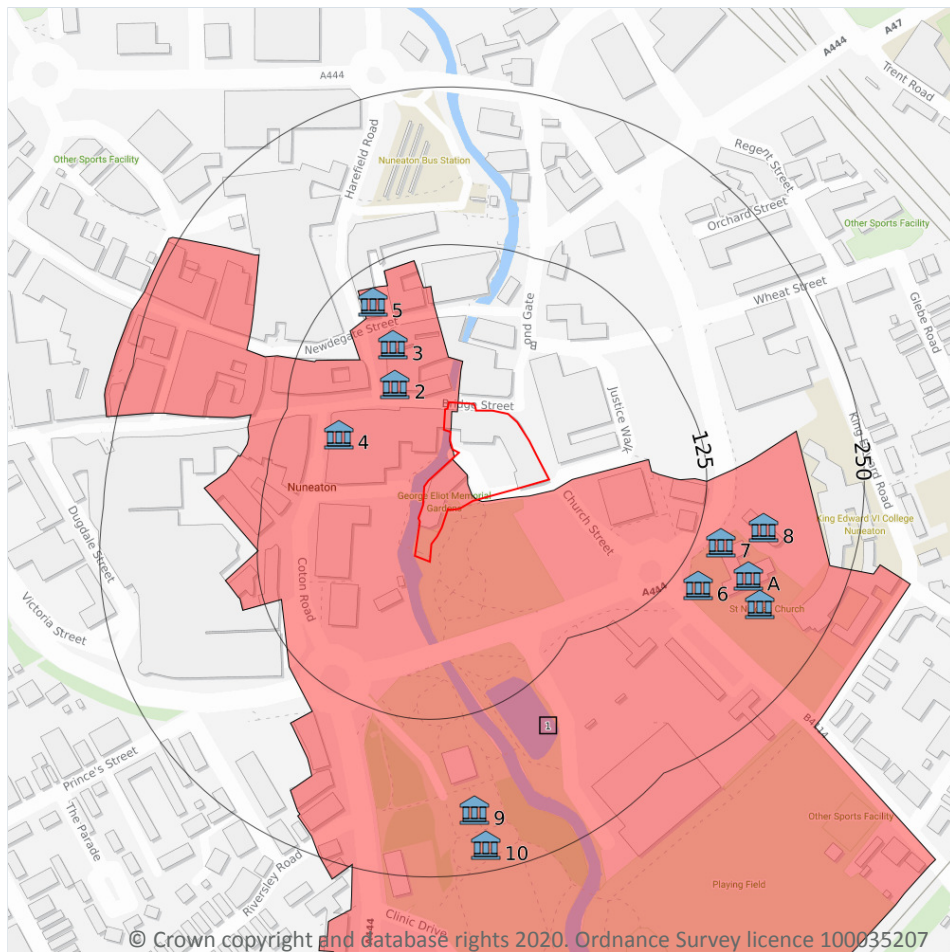 A47
A444
A444
Trent Road
Other Sports Facility
Harefield Road
Nuneaton Bus Station
Regent Street
Orchard Street
Other Sports Facility
Wheat Street
Glebe Road
5
Newdegate Street
3
Bond Gate
2
Bridge Street
Justice Walk
4
125
250
King Edward Road
Nuneaton
George Eliot Memorial
Gardens
Church Street
King Edward VI College
Nuneaton
8
7
Dugdale Street
Coton Road
A
6
A444
Victoria Street
B4114
1
Prince's Street
The Parade
9
Other Sports Facility
10
Riversley Road
Playing Field
Clinic Drive
A444
© Crown copyright and database rights 2020. Ordnance Survey licence 100035207